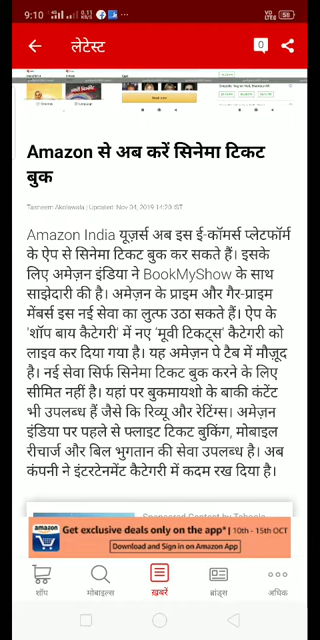 9:10
58
लेटेस्ट
0
Amazon से अब करें सिनेमा टिकट
बुक
Tasneem Akolawala | Updated: Nov 04, 2019 14:20 IST
Amazon India यूज़र्स अब इस ई-कॉमर्स प्लेटफॉर्म
के ऐप से सिनेमा टिकट बुक कर सकते हैं। इसके
लिए अमेज़न इंडिया ने BookMyShow के साथ
साझेदारी की है। अमेज़न के प्राइम और गैर-प्राइम
मेंबर्स इस नई सेवा का लुत्फ उठा सकते हैं। ऐप के
'शॉप बाय कैटेगरी' में नए 'मूवी टिकट्स' कैटेगरी को
लाइव कर दिया गया है। यह अमेज़न पे टैब में मौजूद
है। नई सेवा सिर्फ सिनेमा टिकट बुक करने के लिए
सीमित नहीं है। यहां पर बुकमायशो के बाकी कंटेंट
भी उपलब्ध हैं जैसे कि रिव्यू और रेटिंग्स। अमेज़न
इंडिया पर पहले से फ्लाइट टिकट बुकिंग, मोबाइल
रीचार्ज और बिल भुगतान की सेवा उपलब्ध है। अब
कंपनी ने इंटरटेनमेंट कैटेगरी में कदम रख दिया है।
Sponsored Content by Taboola
amazon Get exclusive deals only on the app* | 10th - 15th OCT
Download and Sign in on Amazon App
शॉप मोबाइल्स ख़बरें ब्रांड्स अधिक